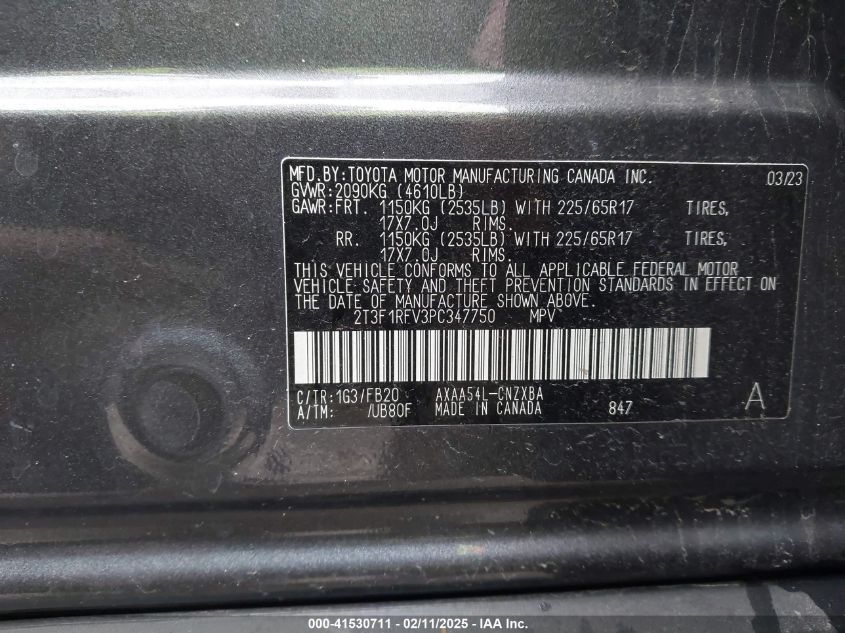 MFD.BY:TOYOTA MOTOR MANUFACTURING CANADA INC. 03/23
GVWR:2090KG (4610LB)
GAWR:FRT. 1150KG (2535LB) WITH 225/65R17 TIRES,
17X7.0J RIMS.
RR. 1150KG (2535LB) WITH 225/65R17 TIRES,
17X7.0J RIMS.
THIS VEHICLE CONFORMS TO ALL APPLICABLE FEDERAL MOTOR
VEHICLE SAFETY AND THEFT PREVENTION STANDARDS IN EFFECT ON
THE DATE OF MANUFACTURE SHOWN ABOVE.
2T3F1RFV3PC347750 MPV
C/TR:1G3/FB20 AXAA54L-CNZXBA
A/TM: /UB80F MADE IN CANADA 847 A
000-41530711 - 02/11/2025 - IAA Inc.